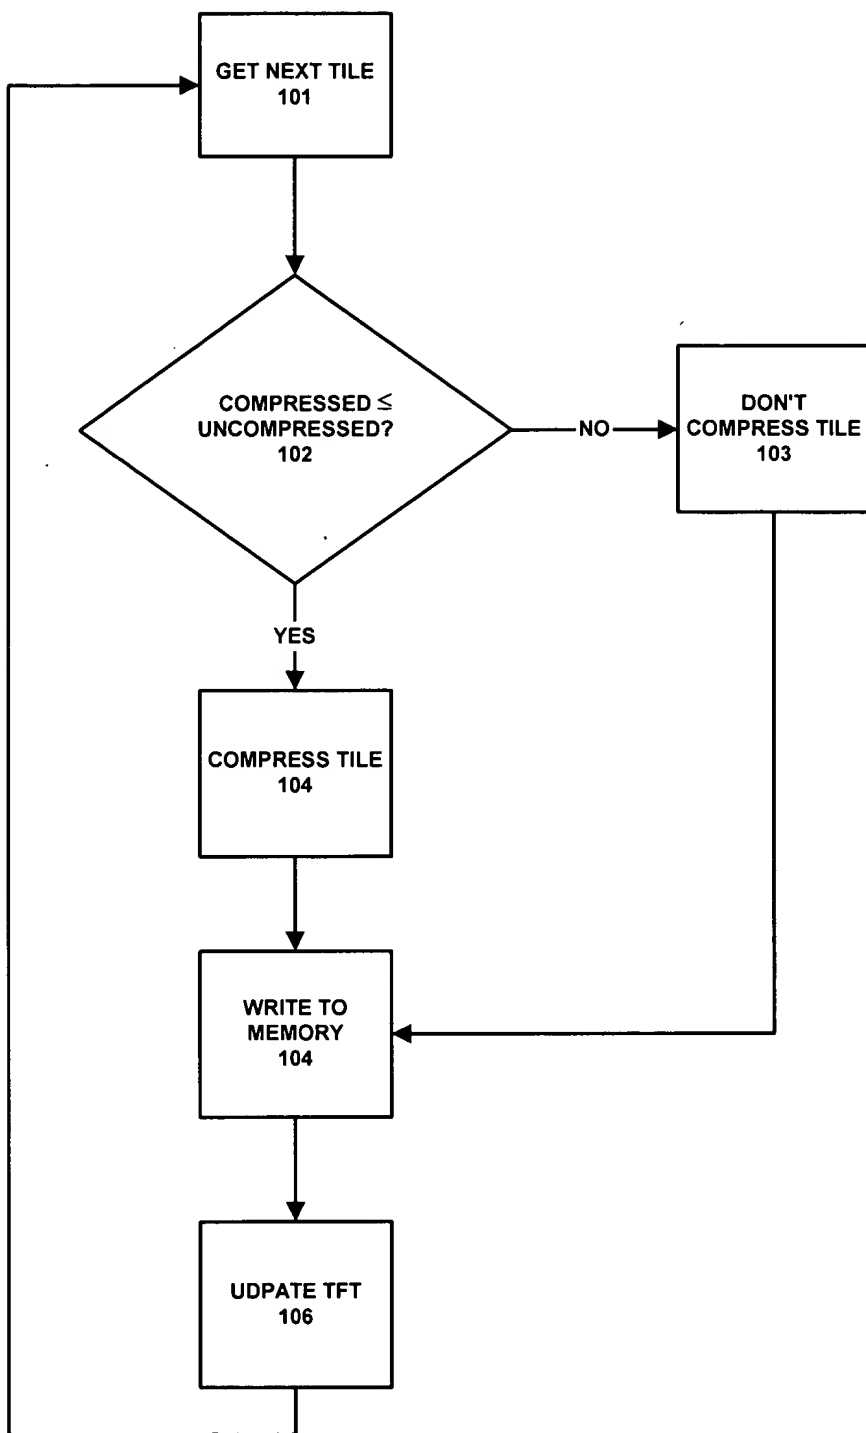 GET NEXT TILE
101
COMPRESSED ≤
UNCOMPRESSED?
102
NO
DON'T
COMPRESS TILE
103
YES
COMPRESS TILE
104
WRITE TO
MEMORY
104
UDPATE TFT
106